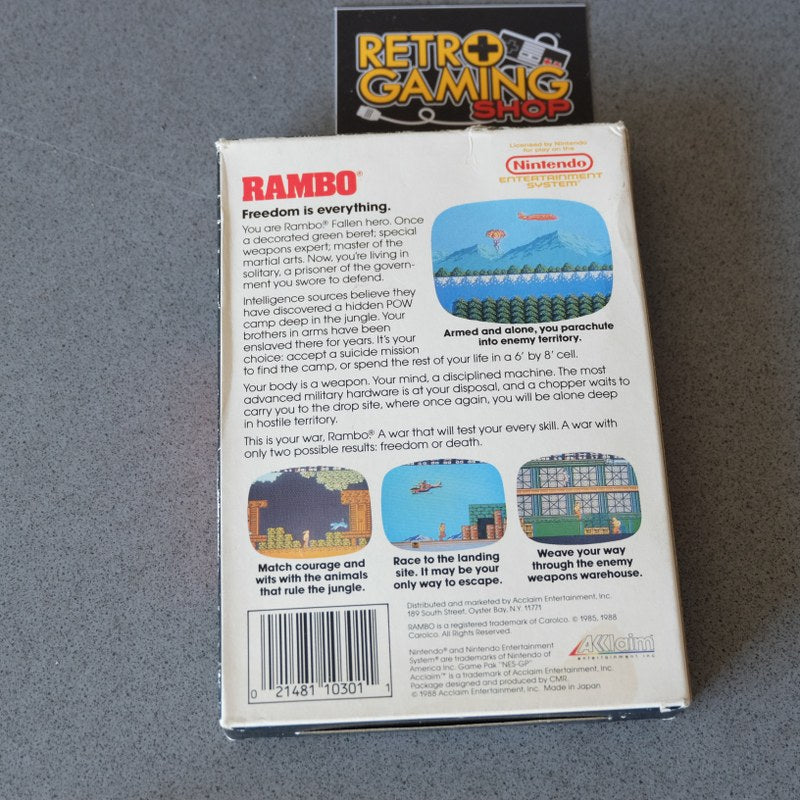 RETRO
GAMING
SHOP
RAMBO®
Licensed by Nintendo
for play on the
Nintendo
ENTERTAINMENT
SYSTEM
Freedom is everything.
You are Rambo® Fallen hero. Once
a decorated green beret; special
weapons expert; master of the
martial arts. Now, you're living in
solitary, a prisoner of the govern-
ment you swore to defend.
Intelligence sources believe they
have discovered a hidden POW
camp deep in the jungle. Your
brothers in arms have been
enslaved there for years. It's your
choice: accept a suicide mission
to find the camp, or spend the rest of your life in a 6' by 8' cell.
Armed and alone, you parachute
into enemy territory.
Your body is a weapon. Your mind, a disciplined machine. The most
advanced military hardware is at your disposal, and a chopper waits to
carry you to the drop site, where once again, you will be alone deep
in hostile territory.
This is your war, Rambo® A war that will test your every skill. A war with
only two possible results: freedom or death.
Match courage and
wits with the animals
that rule the jungle.
Race to the landing
site. It may be your
only way to escape.
Weave your way
through the enemy
weapons warehouse.
0 21481 10301 1
Distributed and marketed by Acclaim Entertainment, Inc.
189 South Street, Oyster Bay, N.Y. 11771
RAMBO is a registered trademark of Carolco. © 1985, 1988
Carolco. All Rights Reserved.
Nintendo® and Nintendo Entertainment
System® are trademarks of Nintendo of
America Inc. Game Pak "NES-GP"
Acclaim™ is a trademark of Acclaim Entertainment, Inc.
Package designed and produced by CMR.
© 1988 Acclaim Entertainment, Inc. Made in Japan
AKKlaim
entertainment inc.